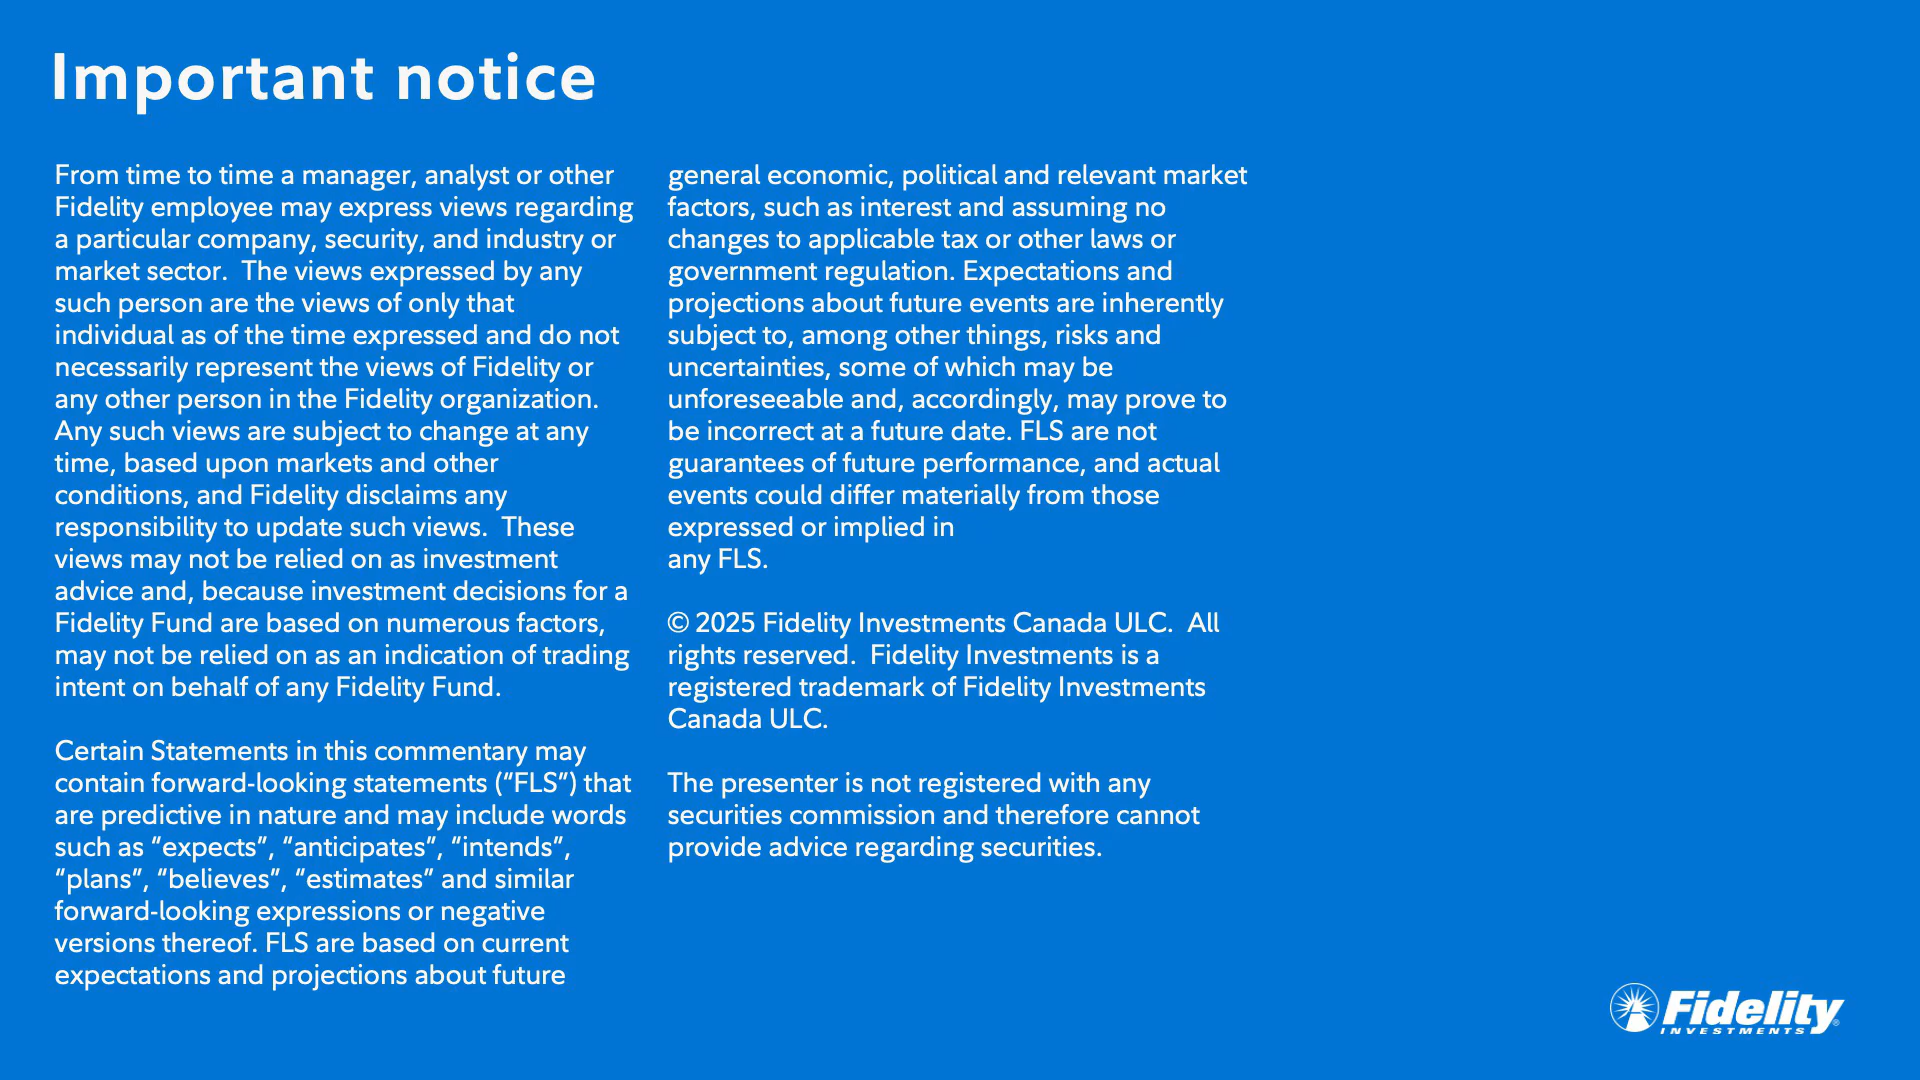 Important notice
From time to time a manager, analyst or other
Fidelity employee may express views regarding
a particular company, security, and industry or
market sector.  The views expressed by any
such person are the views of only that
individual as of the time expressed and do not
necessarily represent the views of Fidelity or
any other person in the Fidelity organization.
Any such views are subject to change at any
time, based upon markets and other
conditions, and Fidelity disclaims any
responsibility to update such views.  These
views may not be relied on as investment
advice and, because investment decisions for a
Fidelity Fund are based on numerous factors,
may not be relied on as an indication of trading
intent on behalf of any Fidelity Fund.
Certain Statements in this commentary may
contain forward-looking statements (“FLS”) that
are predictive in nature and may include words
such as “expects”, “anticipates”, “intends”,
“plans”, “believes”, “estimates” and similar
forward-looking expressions or negative
versions thereof. FLS are based on current
expectations and projections about future
general economic, political and relevant market
factors, such as interest and assuming no
changes to applicable tax or other laws or
government regulation. Expectations and
projections about future events are inherently
subject to, among other things, risks and
uncertainties, some of which may be
unforeseeable and, accordingly, may prove to
be incorrect at a future date. FLS are not
guarantees of future performance, and actual
events could differ materially from those
expressed or implied in
any FLS.
© 2025 Fidelity Investments Canada ULC.  All
rights reserved.  Fidelity Investments is a
registered trademark of Fidelity Investments
Canada ULC.
The presenter is not registered with any
securities commission and therefore cannot
provide advice regarding securities.
Fidelity
INVESTMENTS®